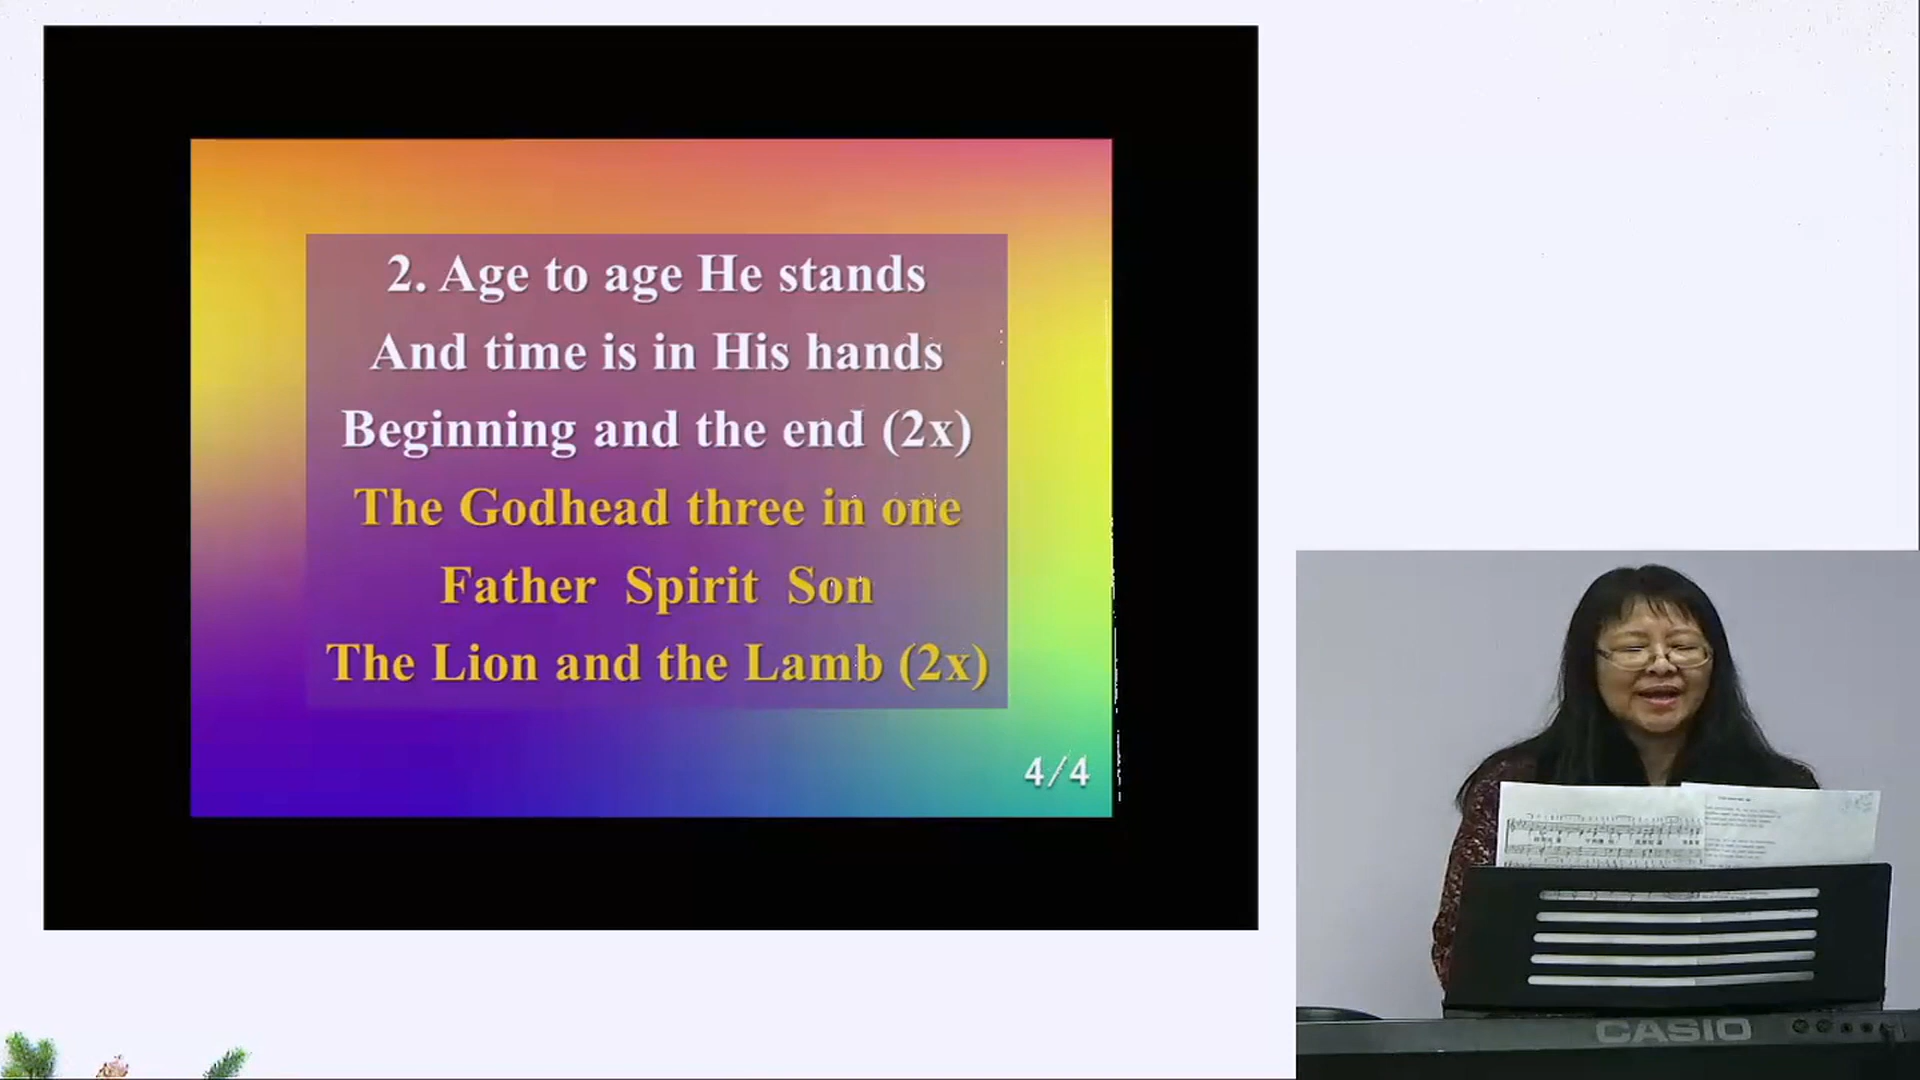 2. Age to age He stands
And time is in His hands
Beginning and the end (2x)
The Godhead three in one
Father Spirit Son
The Lion and the Lamb (2x)
4/4
CASIO